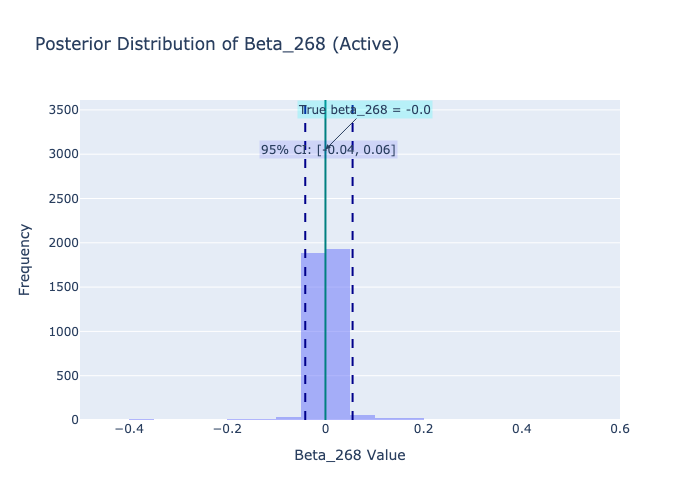 Posterior Distribution of Beta_268 (Active)
True beta_268 = -0.0
95% CI: [-0.04, 0.06]
Frequency
3500
3000
2500
2000
1500
1000
500
0
−0.4 −0.2 0 0.2 0.4 0.6
Beta_268 Value